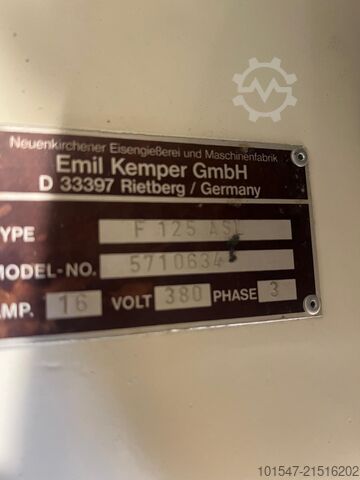 Neuenkirchener Eisengießerei und Maschinenfabrik
Emil Kemper GmbH
D 33397 Rietberg / Germany
TYPE F 125 ASL
MODEL-NO. 5710634
AMP. 16 VOLT 380 PHASE 3
101547-21516202